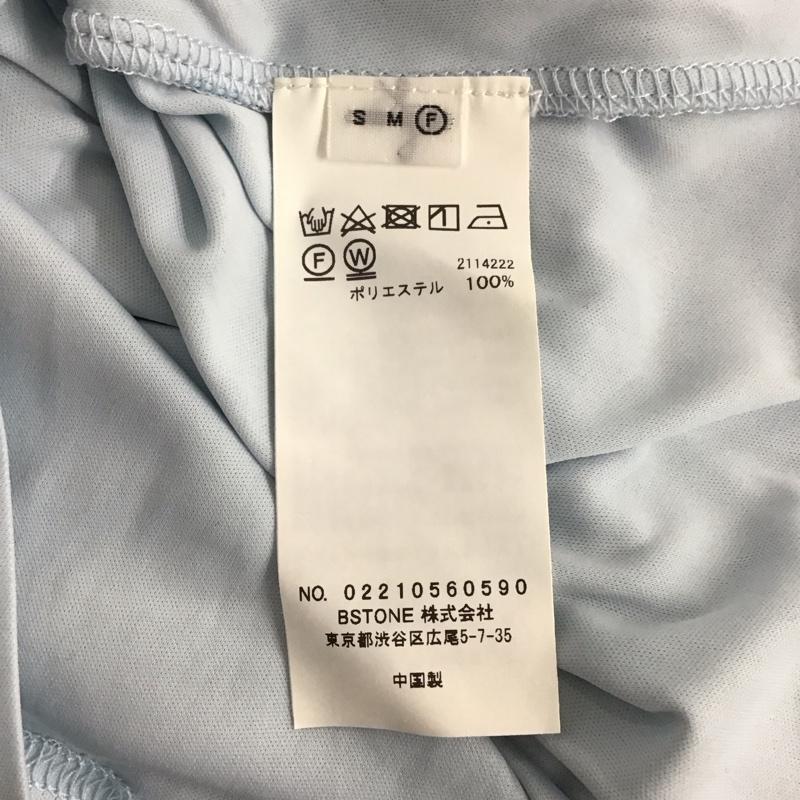 S M F
F W
2114222
ポリエステル 100%
NO. 02210560590
BSTONE 株式会社
東京都渋谷区広尾5-7-35
中国製